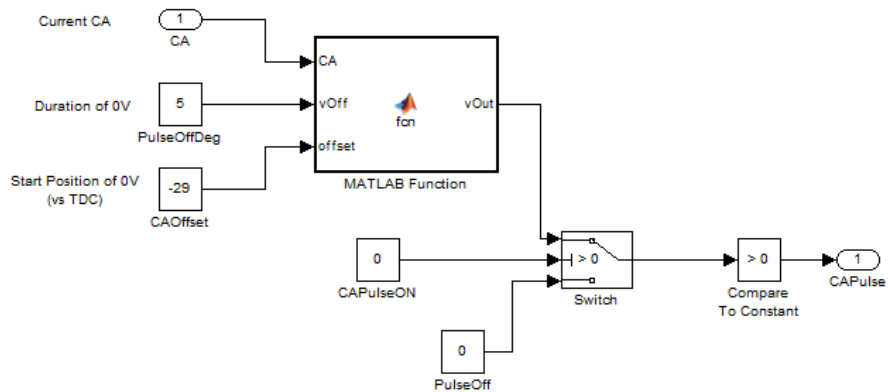 Current CA
1
CA
CA
Duration of 0V
5
PulseOffDeg
vOff
fcn
vOut
offset
Start Position of 0V
(vs TDC)
-29
CAOffset
MATLAB Function
0
CAPulseON
> 0
Switch
> 0
Compare
To Constant
1
CAPulse
0
PulseOff